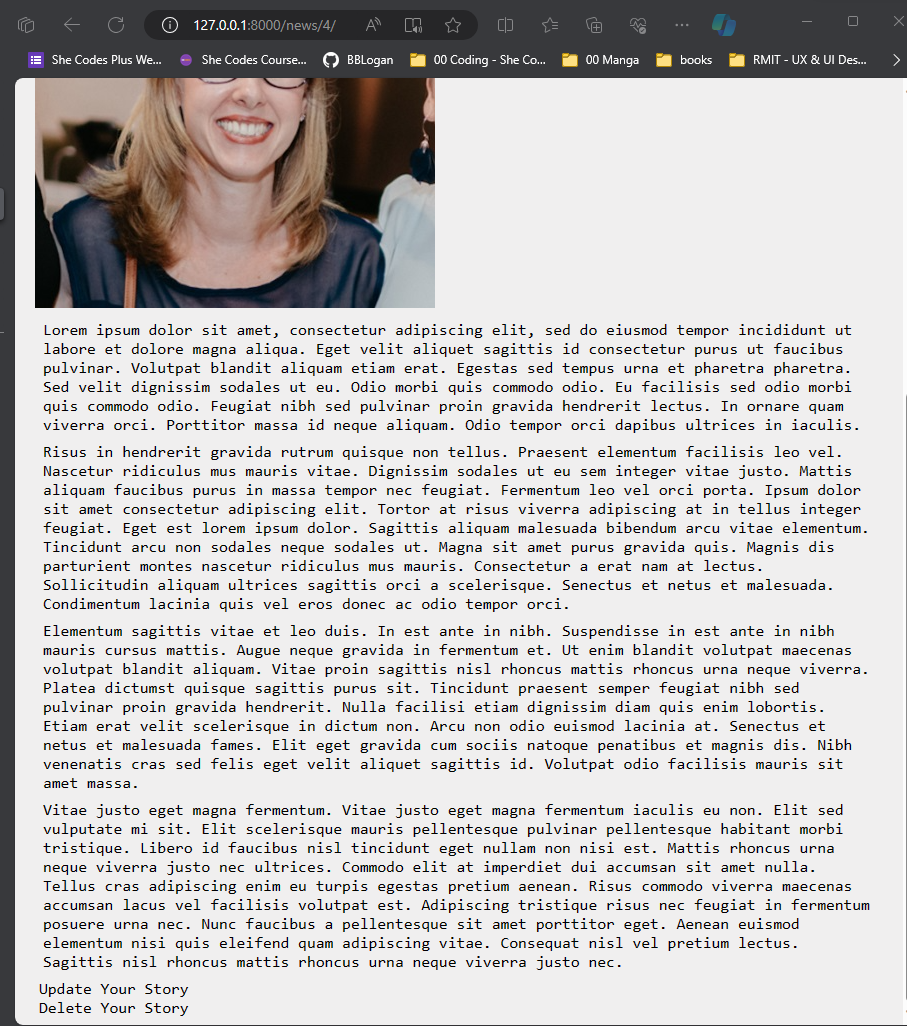 127.0.0.1:8000/news/4/
She Codes Plus We... She Codes Course... BBLogan 00 Coding - She Co... 00 Manga books RMIT - UX & UI Des...
Lorem ipsum dolor sit amet, consectetur adipiscing elit, sed do eiusmod tempor incididunt ut
labore et dolore magna aliqua. Eget velit aliquet sagittis id consectetur purus ut faucibus
pulvinar. Volutpat blandit aliquam etiam erat. Egestas sed tempus urna et pharetra pharetra.
Sed velit dignissim sodales ut eu. Odio morbi quis commodo odio. Eu facilisis sed odio morbi
quis commodo odio. Feugiat nibh sed pulvinar proin gravida hendrerit lectus. In ornare quam
viverra orci. Porttitor massa id neque aliquam. Odio tempor orci dapibus ultrices in iaculis.
Risus in hendrerit gravida rutrum quisque non tellus. Praesent elementum facilisis leo vel.
Nascetur ridiculus mus mauris vitae. Dignissim sodales ut eu sem integer vitae justo. Mattis
aliquam faucibus purus in massa tempor nec feugiat. Fermentum leo vel orci porta. Ipsum dolor
sit amet consectetur adipiscing elit. Tortor at risus viverra adipiscing at in tellus integer
feugiat. Eget est lorem ipsum dolor. Sagittis aliquam malesuada bibendum arcu vitae elementum.
Tincidunt arcu non sodales neque sodales ut. Magna sit amet purus gravida quis. Magnis dis
parturient montes nascetur ridiculus mus mauris. Consectetur a erat nam at lectus.
Sollicitudin aliquam ultrices sagittis orci a scelerisque. Senectus et netus et malesuada.
Condimentum lacinia quis vel eros donec ac odio tempor orci.
Elementum sagittis vitae et leo duis. In est ante in nibh. Suspendisse in est ante in nibh
mauris cursus mattis. Augue neque gravida in fermentum et. Ut enim blandit volutpat maecenas
volutpat blandit aliquam. Vitae proin sagittis nisl rhoncus mattis rhoncus urna neque viverra.
Platea dictumst quisque sagittis purus sit. Tincidunt praesent semper feugiat nibh sed
pulvinar proin gravida hendrerit. Nulla facilisi etiam dignissim diam quis enim lobortis.
Etiam erat velit scelerisque in dictum non. Arcu non odio euismod lacinia at. Senectus et
netus et malesuada fames. Elit eget gravida cum sociis natoque penatibus et magnis dis. Nibh
venenatis cras sed felis eget velit aliquet sagittis id. Volutpat odio facilisis mauris sit
amet massa.
Vitae justo eget magna fermentum. Vitae justo eget magna fermentum iaculis eu non. Elit sed
vulputate mi sit. Elit scelerisque mauris pellentesque pulvinar pellentesque habitant morbi
tristique. Libero id faucibus nisl tincidunt eget nullam non nisi est. Mattis rhoncus urna
neque viverra justo nec ultrices. Commodo elit at imperdiet dui accumsan sit amet nulla.
Tellus cras adipiscing enim eu turpis egestas pretium aenean. Risus commodo viverra maecenas
accumsan lacus vel facilisis volutpat est. Adipiscing tristique risus nec feugiat in fermentum
posuere urna nec. Nunc faucibus a pellentesque sit amet porttitor eget. Aenean euismod
elementum nisi quis eleifend quam adipiscing vitae. Consequat nisl vel pretium lectus.
Sagittis nisl rhoncus mattis rhoncus urna neque viverra justo nec.
Update Your Story
Delete Your Story